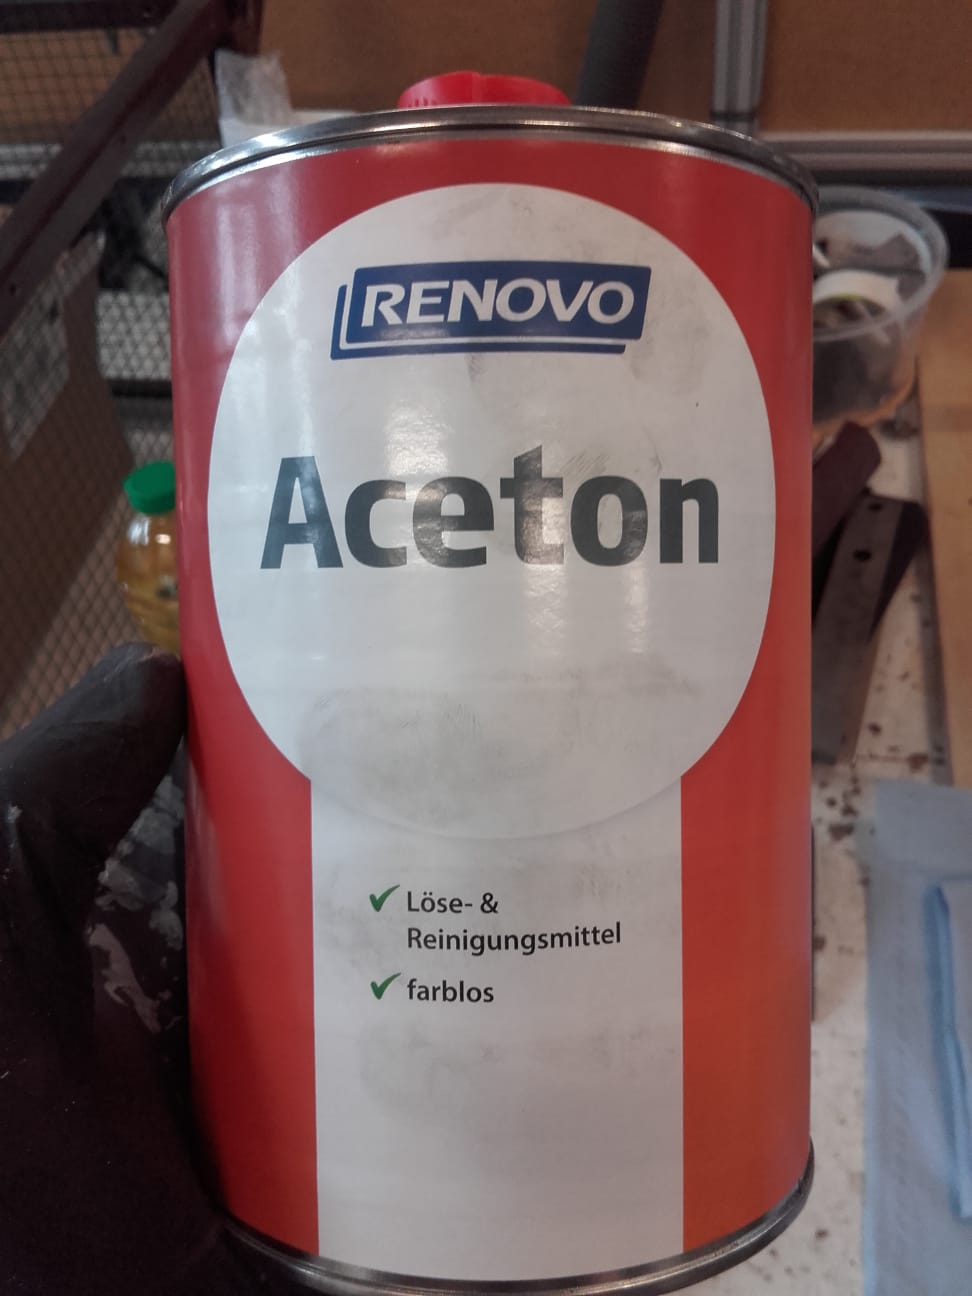 RENOVO
Aceton
Löse- &
Reinigungsmittel
farblos